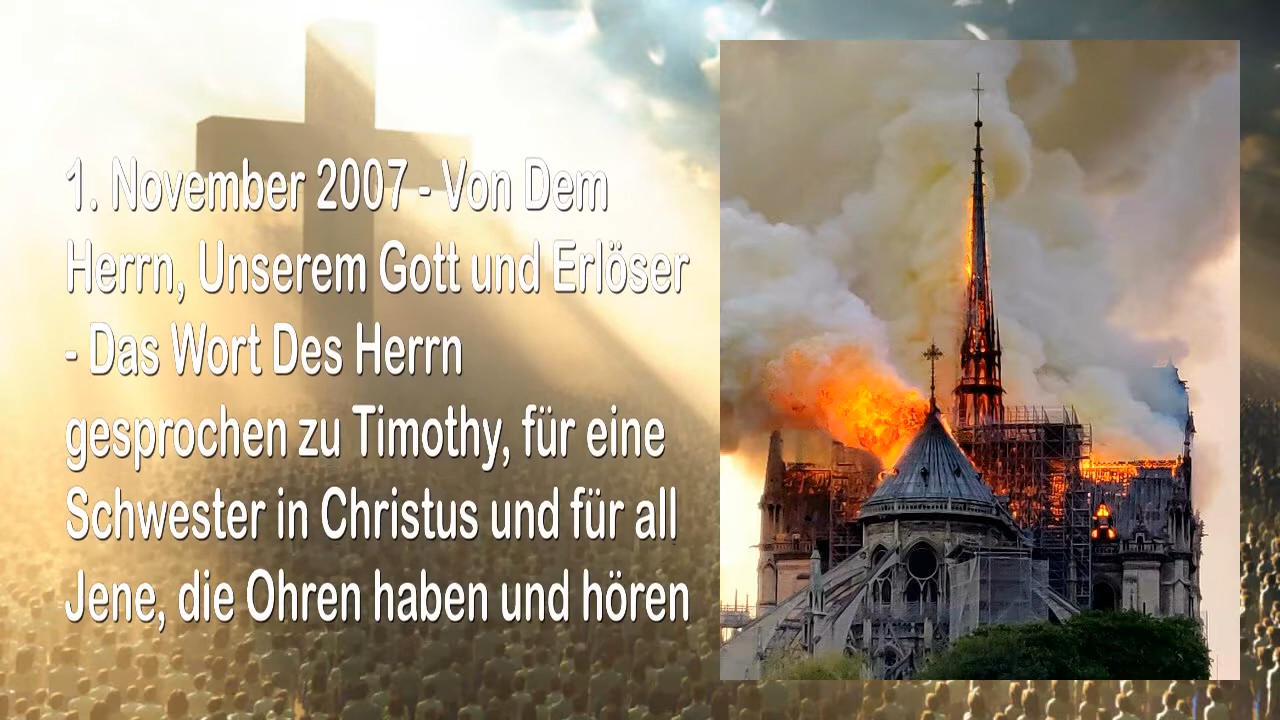 1. November 2007 - Von Dem
Herrn, Unserem Gott und Erlöser
- Das Wort Des Herrn
gesprochen zu Timothy, für eine
Schwester in Christus und für all
Jene, die Ohren haben und hören